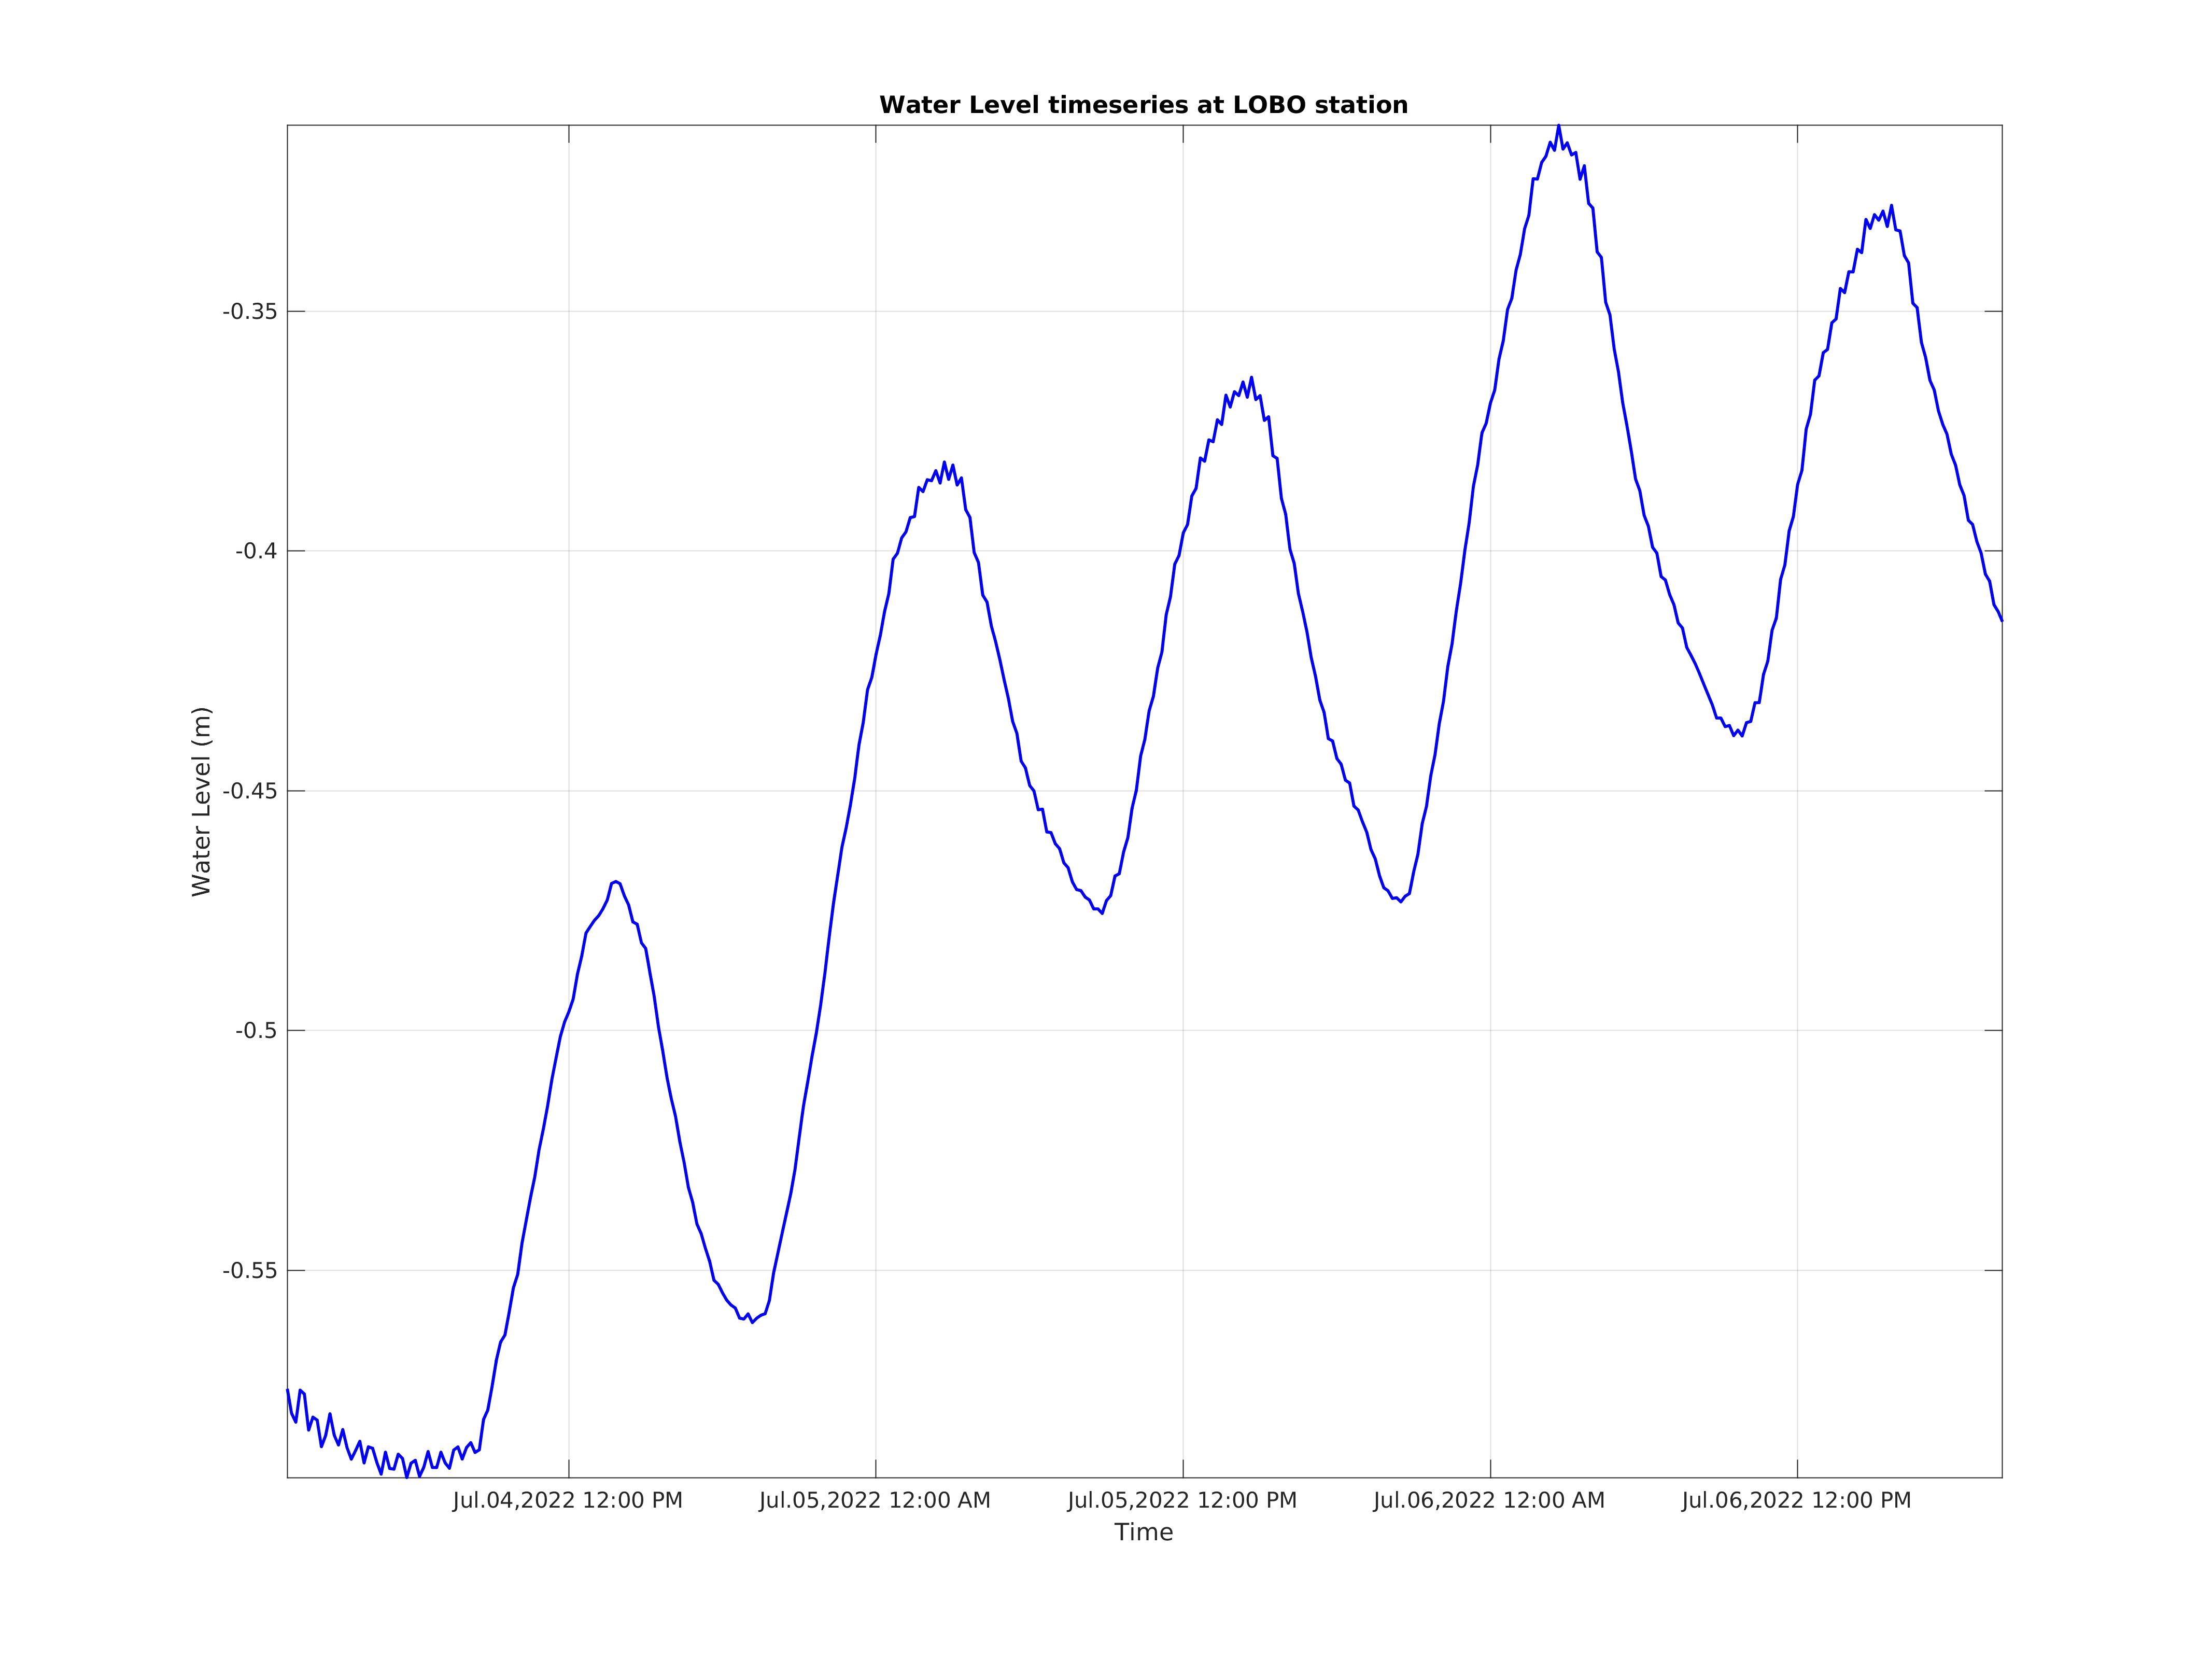 Water Level timeseries at LOBO station
-0.35
-0.4
-0.45
-0.5
-0.55
Water Level (m)
Jul.04,2022 12:00 PM
Jul.05,2022 12:00 AM
Jul.05,2022 12:00 PM
Jul.06,2022 12:00 AM
Jul.06,2022 12:00 PM
Time